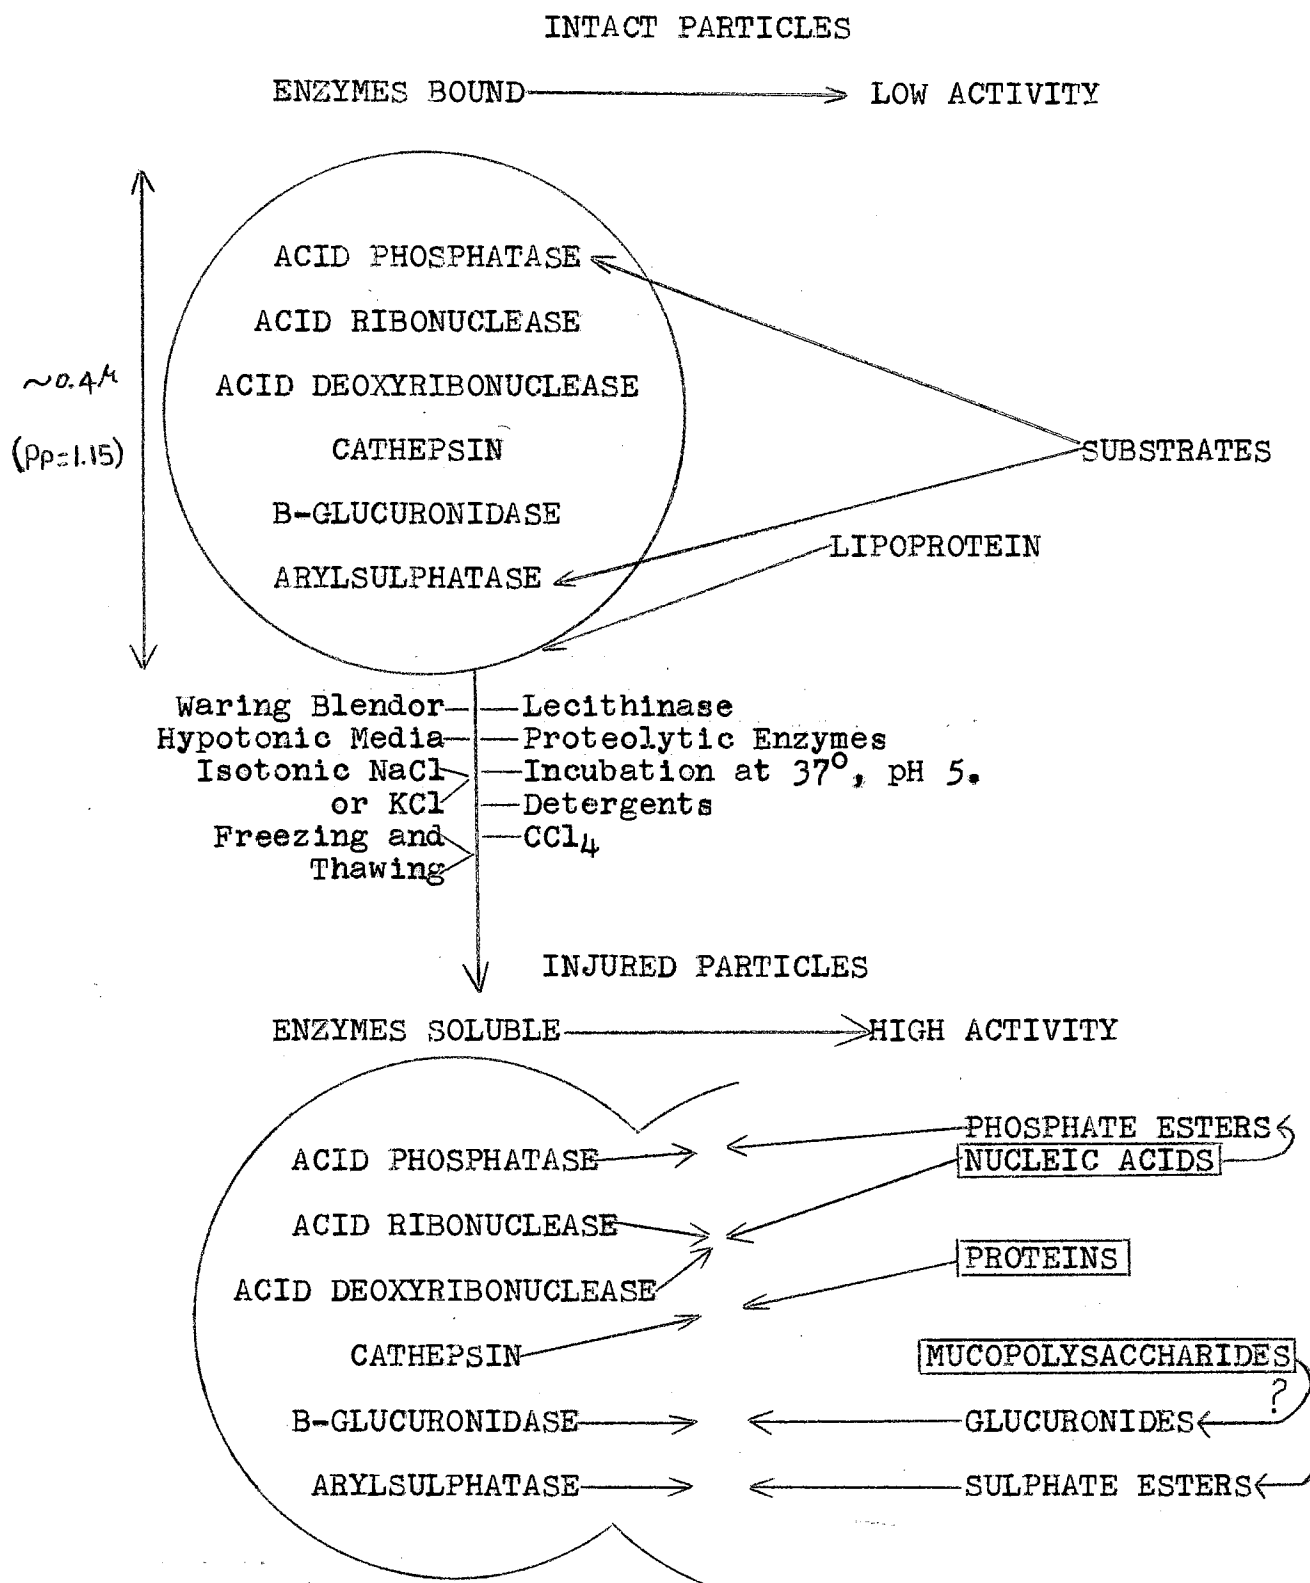 INTACT PARTICLES
ENZYMES BOUND LOW ACTIVITY
ACID PHOSPHATASE
ACID RIBONUCLEASE
ACID DEOXYRIBONUCLEASE
CATHEPSIN
B-GLUCURONIDASE
ARYLSULPHATASE
~0.4μ
(ρp=1.15)
SUBSTRATES
LIPOPROTEIN
Waring Blendor
Hypotonic Media
Isotonic NaCl
or KCl
Freezing and
Thawing
Lecithinase
Proteolytic Enzymes
Incubation at 37°, pH 5.
Detergents
CCl₄
INJURED PARTICLES
ENZYMES SOLUBLE HIGH ACTIVITY
ACID PHOSPHATASE
ACID RIBONUCLEASE
ACID DEOXYRIBONUCLEASE
CATHEPSIN
B-GLUCURONIDASE
ARYLSULPHATASE
PHOSPHATE ESTERS
NUCLEIC ACIDS
PROTEINS
MUCOPOLYSACCHARIDES
?
GLUCURONIDES
SULPHATE ESTERS